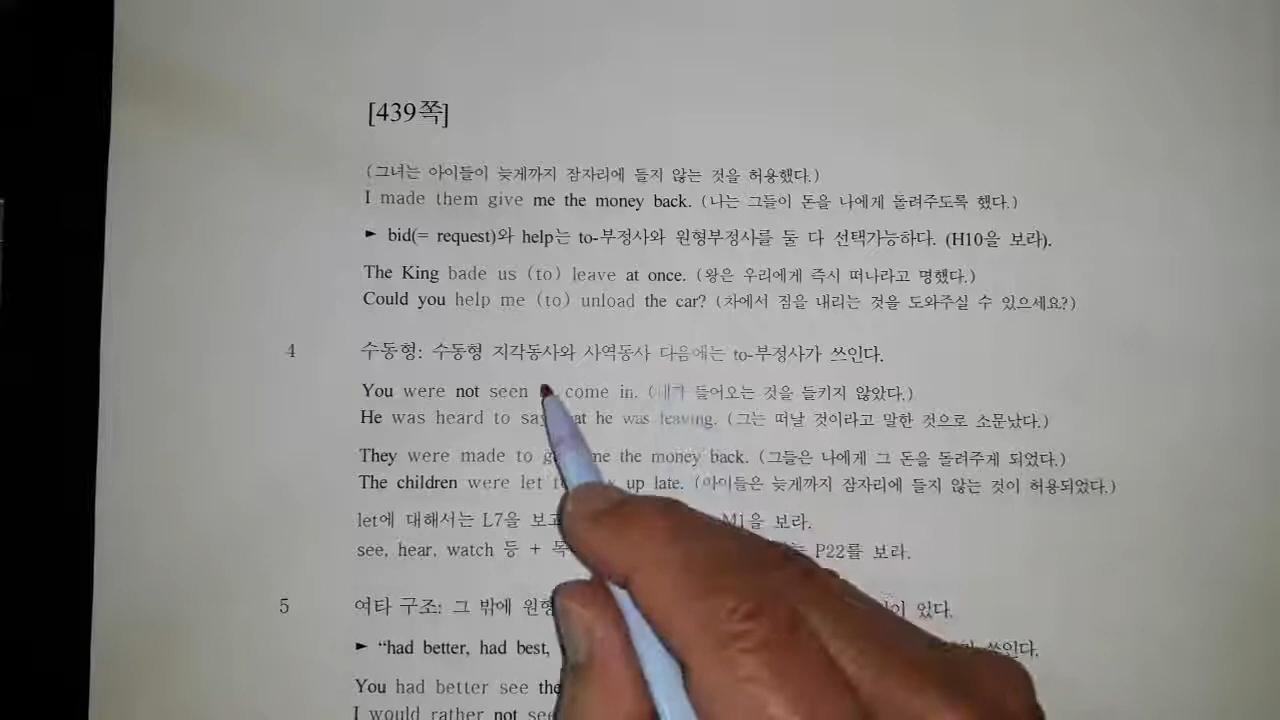 [439쪽]
(그녀는 아이들이 늦게까지 잠자리에 들지 않는 것을 허용했다.)
I made them give me the money back. (나는 그들이 돈을 나에게 돌려주도록 했다.)
► bid(= request)와 help는 to-부정사와 원형부정사를 둘 다 선택가능하다. (H10을 보라).
The King bade us (to) leave at once. (왕은 우리에게 즉시 떠나라고 명했다.)
Could you help me (to) unload the car? (차에서 짐을 내리는 것을 도와주실 수 있으세요?)
4 수동형: 수동형 지각동사와 사역동사 다음에는 to-부정사가 쓰인다.
You were not seen come in. (네가 들어오는 것을 들키지 않았다.)
He was heard to say at he was leaving. (그는 떠날 것이라고 말한 것으로 소문났다.)
They were made to me the money back. (그들은 나에게 그 돈을 돌려주게 되었다.)
The children were let up late. (아이들은 늦게까지 잠자리에 들지 않는 것이 허용되었다.)
let에 대해서는 L7을 보고 M1을 보라.
see, hear, watch 등 + P22를 보라.
5 여타 구조: 그 밖에 원형 있다.
► "had better, had best, 쓰인다.
You had better see the
I would rather not see